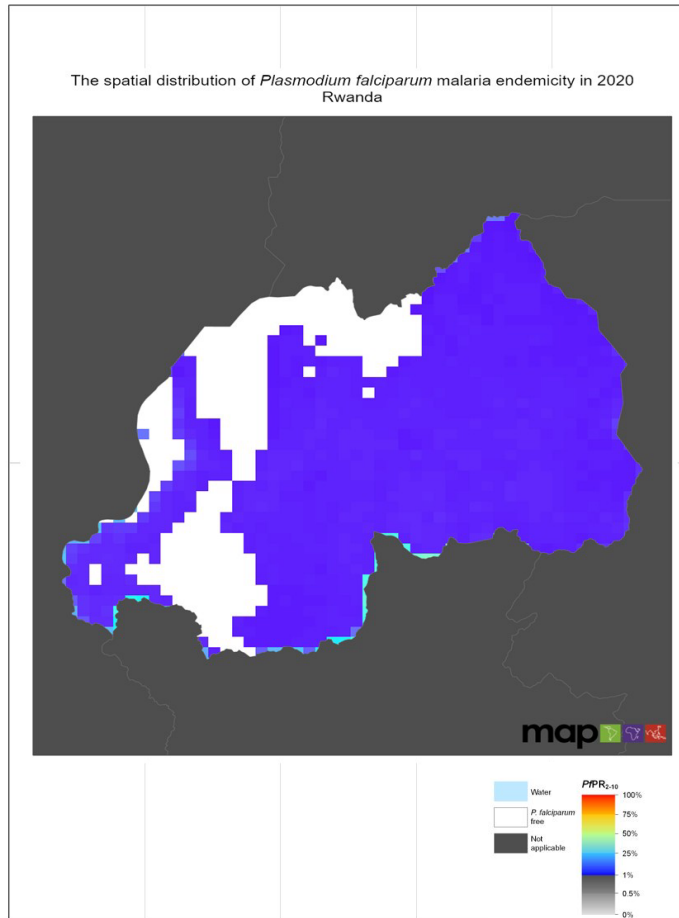 The spatial distribution of Plasmodium falciparum malaria endemicity in 2020
Rwanda
map
Water
P. falciparum
free
Not
applicable
PfPR2-10
100%
75%
50%
25%
1%
0.5%
0%